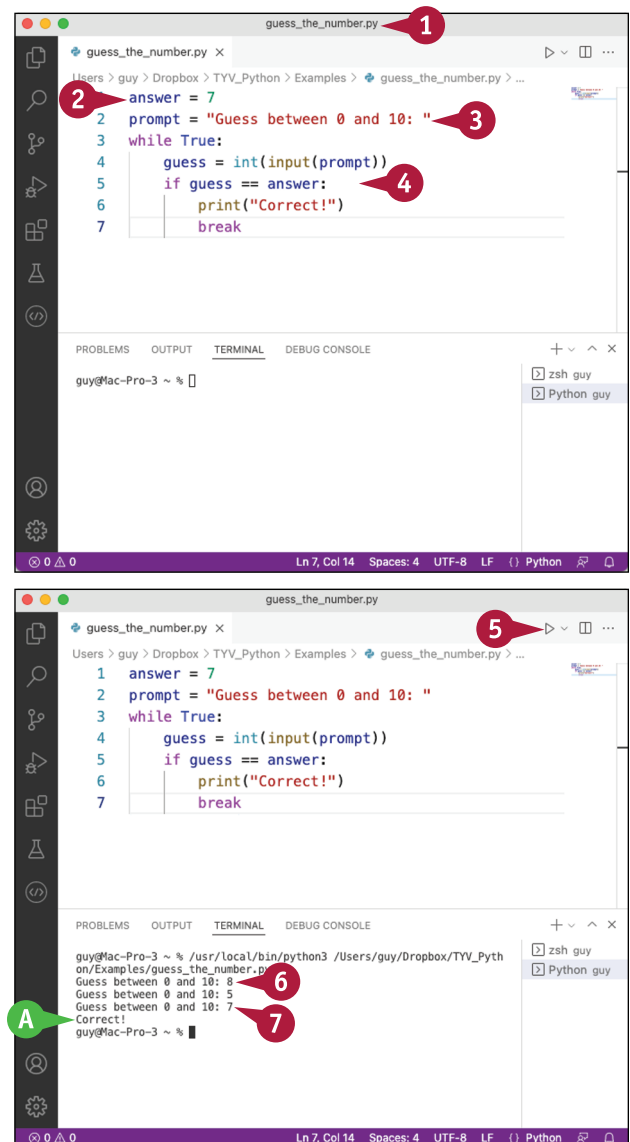 guess_the_number.py
1
guess_the_number.py ×
Users > guy > Dropbox > TYV_Python > Examples > guess_the_number.py > ...
2
answer = 7
2 prompt = "Guess between 0 and 10: "
3
3 while True:
4 guess = int(input(prompt))
5 if guess == answer:
4
6 print("Correct!")
7 break
PROBLEMS OUTPUT TERMINAL DEBUG CONSOLE
guy@Mac-Pro-3 ~ %
zsh guy
Python guy
0 0 Ln 7, Col 14 Spaces: 4 UTF-8 LF {} Python
guess_the_number.py
guess_the_number.py ×
5
Users > guy > Dropbox > TYV_Python > Examples > guess_the_number.py > ...
1 answer = 7
2 prompt = "Guess between 0 and 10: "
3 while True:
4 guess = int(input(prompt))
5 if guess == answer:
6 print("Correct!")
7 break
PROBLEMS OUTPUT TERMINAL DEBUG CONSOLE
zsh guy
Python guy
guy@Mac-Pro-3 ~ % /usr/local/bin/python3 /Users/guy/Dropbox/TYV_Pyth
on/Examples/guess_the_number.py
Guess between 0 and 10: 8
6
Guess between 0 and 10: 5
Guess between 0 and 10: 7
7
A
Correct!
guy@Mac-Pro-3 ~ %
0 0 Ln 7, Col 14 Spaces: 4 UTF-8 LF {} Python